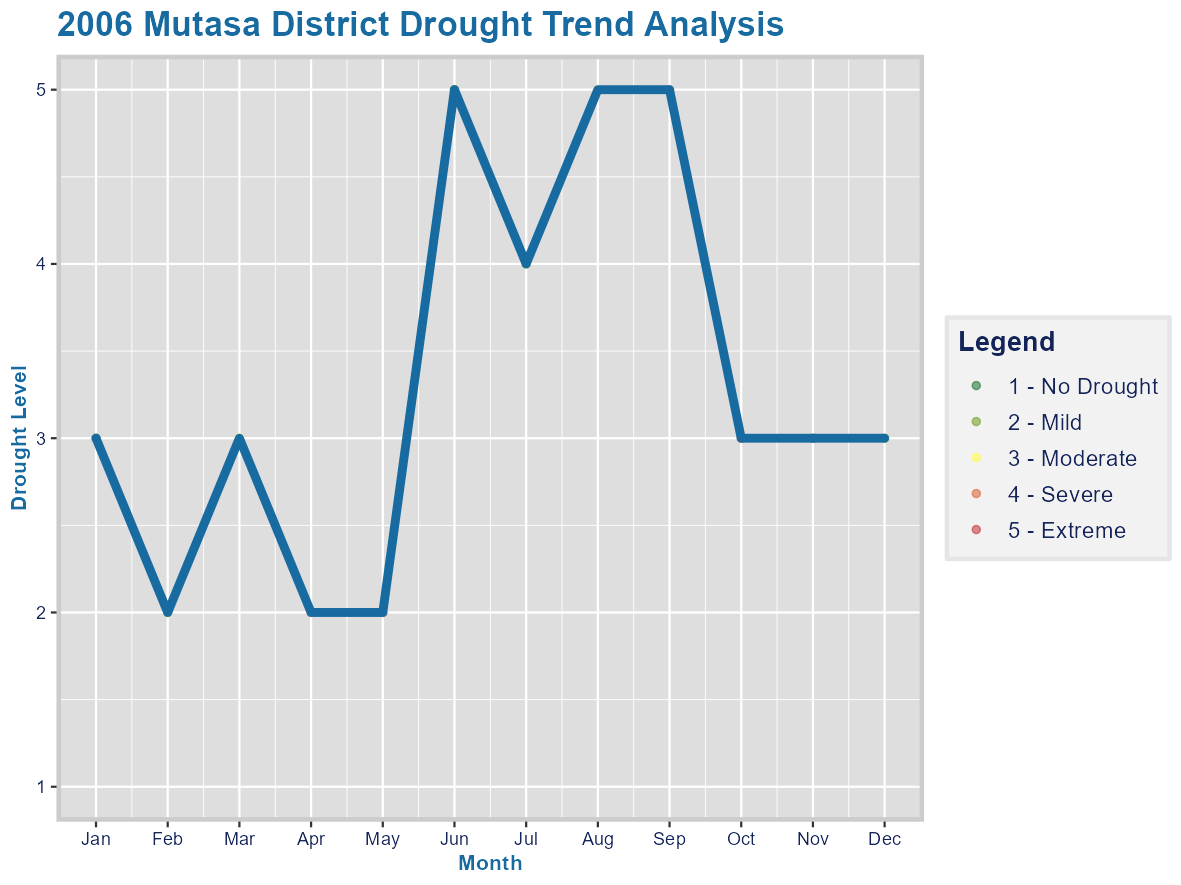 2006 Mutasa District Drought Trend Analysis
Drought Level
5
4
3
2
1
Jan Feb Mar Apr May Jun Jul Aug Sep Oct Nov Dec
Month
Legend
1 - No Drought
2 - Mild
3 - Moderate
4 - Severe
5 - Extreme